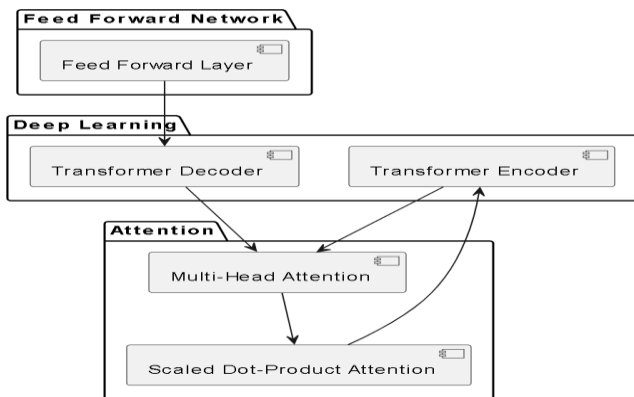 Feed Forward Network
Feed Forward Layer
Deep Learning
Transformer Decoder
Transformer Encoder
Attention
Multi-Head Attention
Scaled Dot-Product Attention